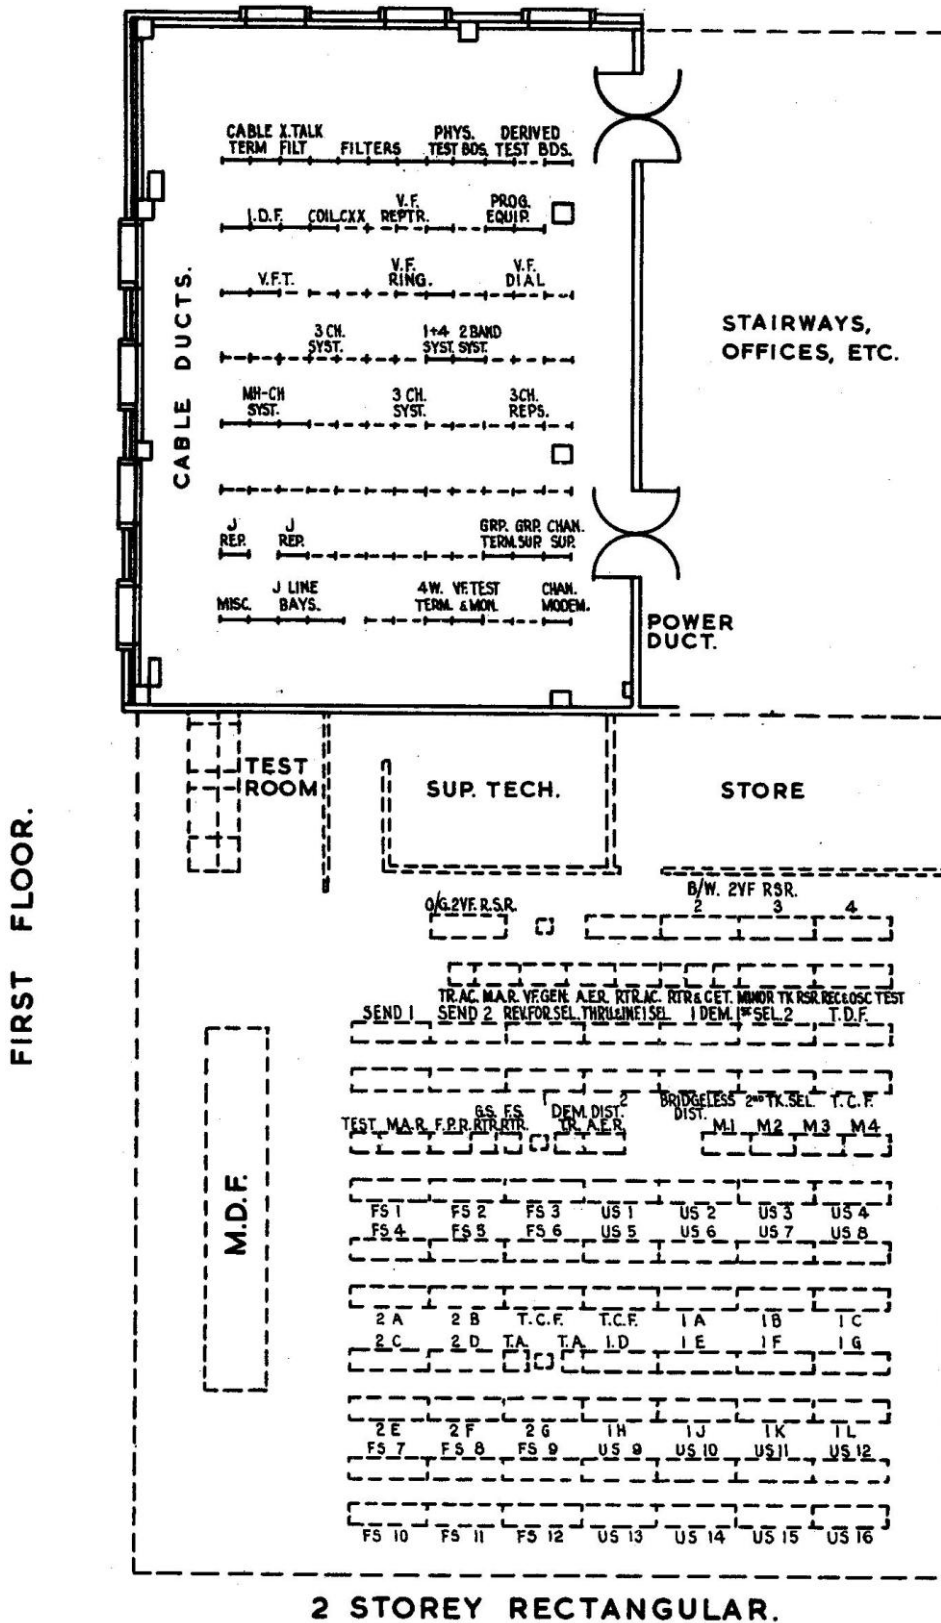 CABLE X.TALK PHYS. DERIVED
TERM FILT FILTERS TEST BDS. TEST BDS.
V.F. PROG.
I.D.F. COIL.CXX REPTR. EQUIP.
V.F. V.F.
V.F.T. RING. DIAL
3 CH. 1+4 2 BAND
SYST. SYST. SYST.
MH-CH 3 CH. 3CH.
SYST. SYST. REPS.
J J GRP. GRP. CHAN.
REP. REP. TERM. SUR SUP.
J LINE 4W. V.F. TEST CHAN.
MISC. BAYS. TERM. & MON. MODEM.
CABLE DUCTS.
STAIRWAYS,
OFFICES, ETC.
POWER
DUCT.
TEST
ROOM
SUP. TECH.
STORE
FIRST FLOOR.
B/W. 2VF RSR.
O/G.2VF. R.S.R. 2 3 4
TR.AC. M.A.R. VF.GEN. A.E.R. RTR.AC. RTR & CET. MINOR TK RSR. REC & OSC TEST
SEND 1 SEND 2 REV.FOR SEL. THRU & INE 1 SEL 1 DEM. 1ST SEL. 2 T.D.F.
1 2 BRIDGELESS 2ND TK. SEL. T.C.F.
G.S. F.S. DEM. DIST. DIST.
TEST M.A.R. F.P.R. RTR. RTR. T.R. A.E.R. M.1 M2 M3 M4
M.D.F.
FS 1 FS 2 FS 3 US 1 US 2 US 3 US 4
FS 4 FS 5 FS 6 US 5 US 6 US 7 US 8
2 A 2 B T.C.F. T.C.F. 1 A 1 B 1 C
2 C 2 D T.A. T.A. 1.D 1 E 1 F 1 G
2 E 2 F 2 G 1H 1J 1K 1L
FS 7 FS 8 FS 9 US 9 US 10 US 11 US 12
FS 10 FS 11 FS 12 US 13 US 14 US 15 US 16
2 STOREY RECTANGULAR.